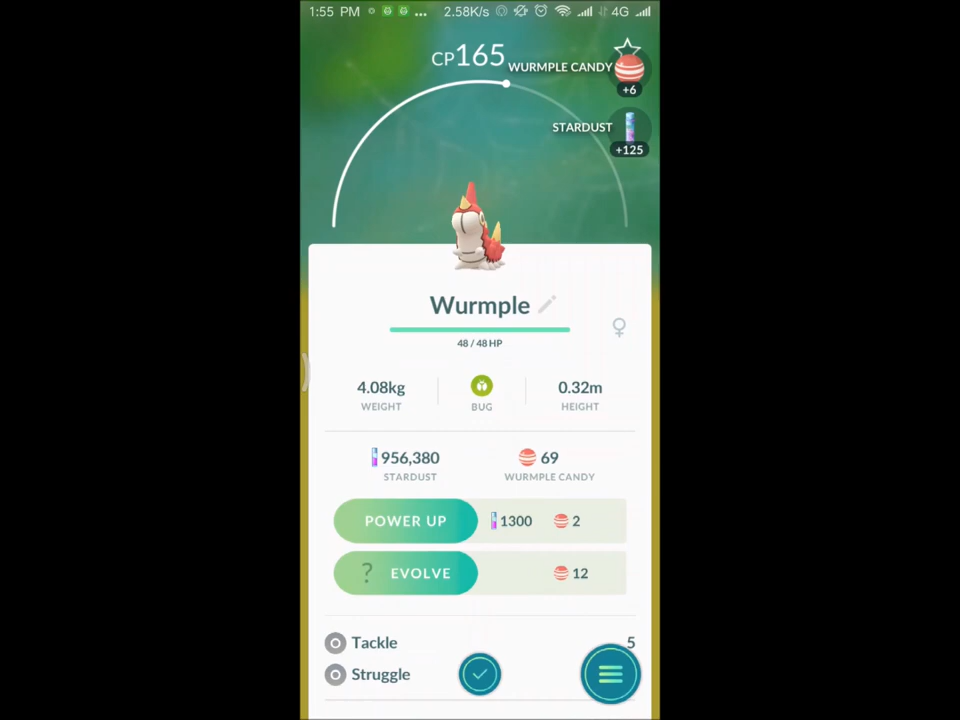 1:55 PM ... 2.58K/s 4G
CP165
WURMPLE CANDY
+6
STARDUST
+125
Wurmple
48 / 48 HP
4.08kg
WEIGHT
BUG
0.32m
HEIGHT
956,380
STARDUST
69
WURMPLE CANDY
POWER UP 1300 2
? EVOLVE 12
Tackle 5
Struggle